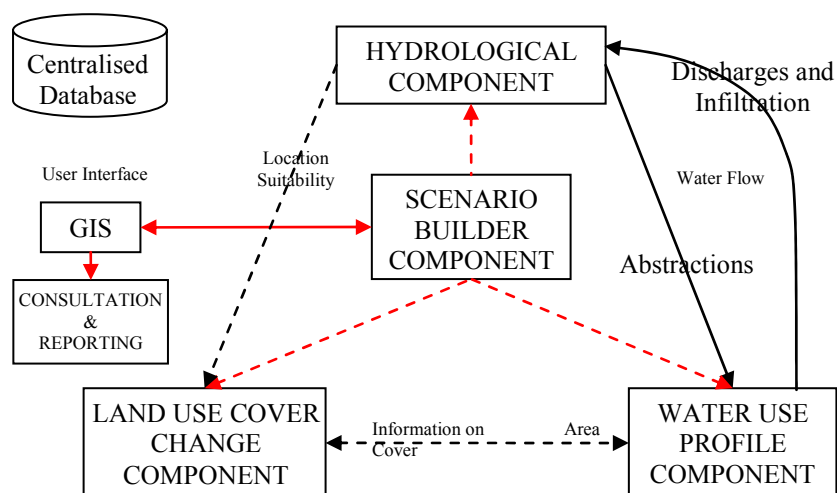 Centralised
Database
HYDROLOGICAL
COMPONENT
Discharges and
Infiltration
Location
Suitability
User Interface
Water Flow
GIS
SCENARIO
BUILDER
COMPONENT
Abstractions
CONSULTATION
&
REPORTING
LAND USE COVER
CHANGE
COMPONENT
Information on
Cover
Area
WATER USE
PROFILE
COMPONENT